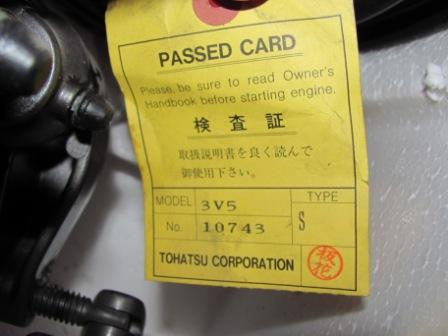 PASSED CARD
Please, be sure to read Owner's
Handbook before starting engine.
検査証
取扱説明書を良く読んで
御使用下さい。
MODEL 3V5 TYPE
No. 10743 S
TOHATSU CORPORATION